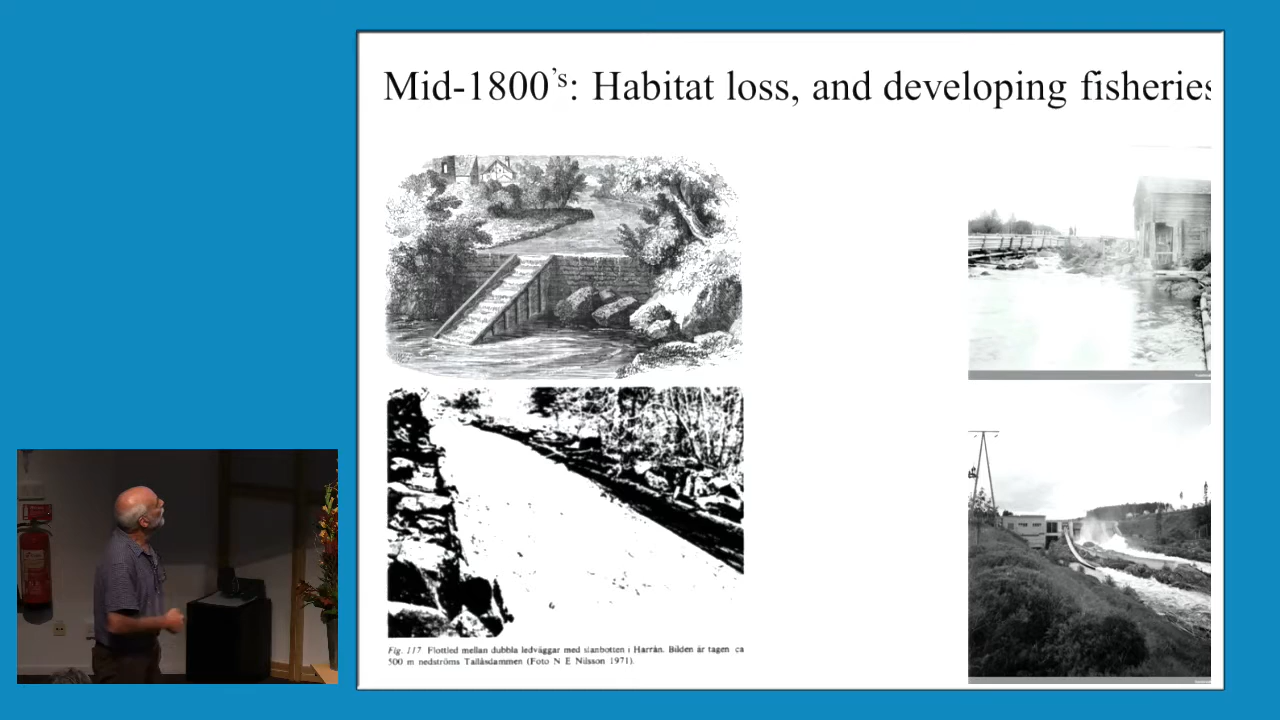 Mid-1800's: Habitat loss, and developing fisheries
Fig. 117 Flottled mellan dubbla ledväggar med slanbotten i Harrån. Bilden är tagen ca
500 m nedströms Tallåsdammen (Foto N E Nilsson 1971).